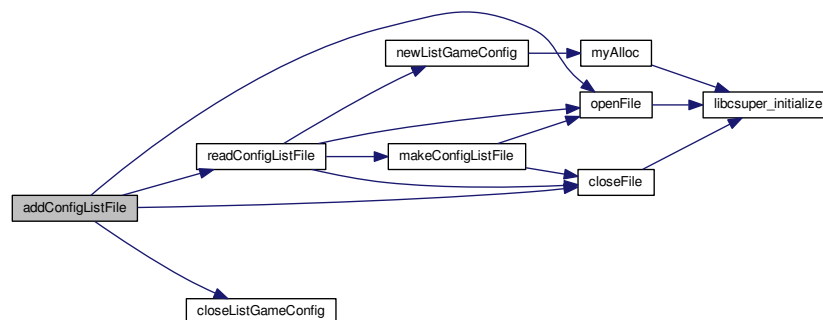 newListGameConfig
myAlloc
openFile
libcsuper_initialize
readConfigListFile
makeConfigListFile
closeFile
addConfigListFile
closeListGameConfig